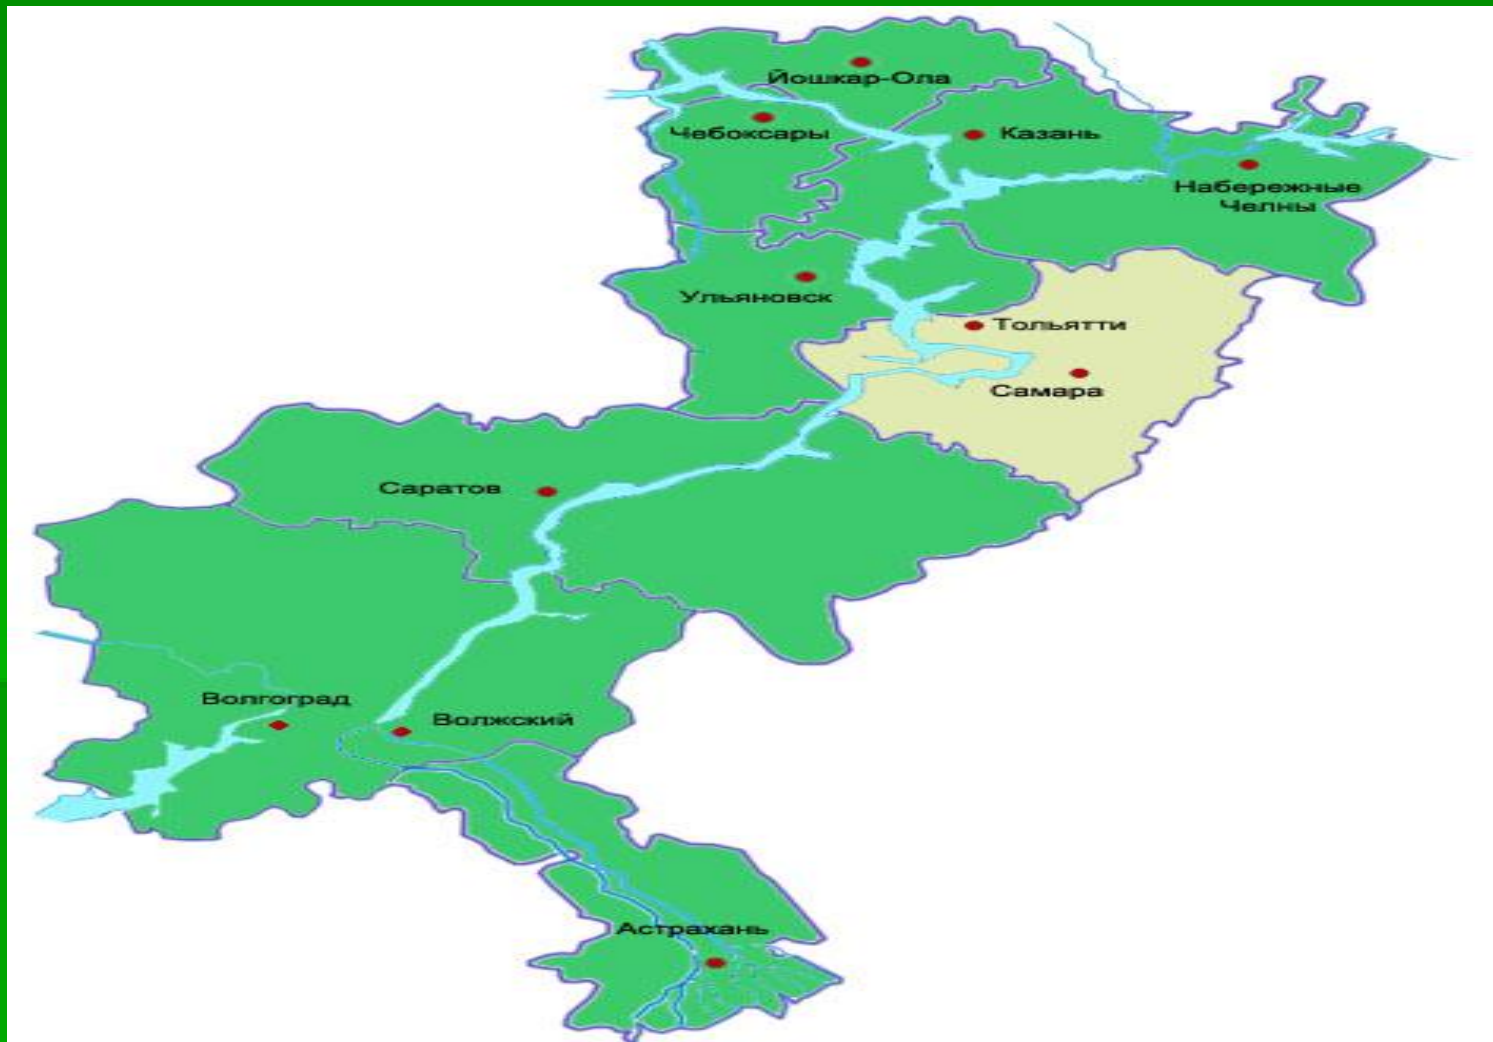 Йошкар-Ола
Чебоксары
Казань
Набережные
Челны
Ульяновск
Тольятти
Самара
Саратов
Волгоград
Волжский
Астрахань